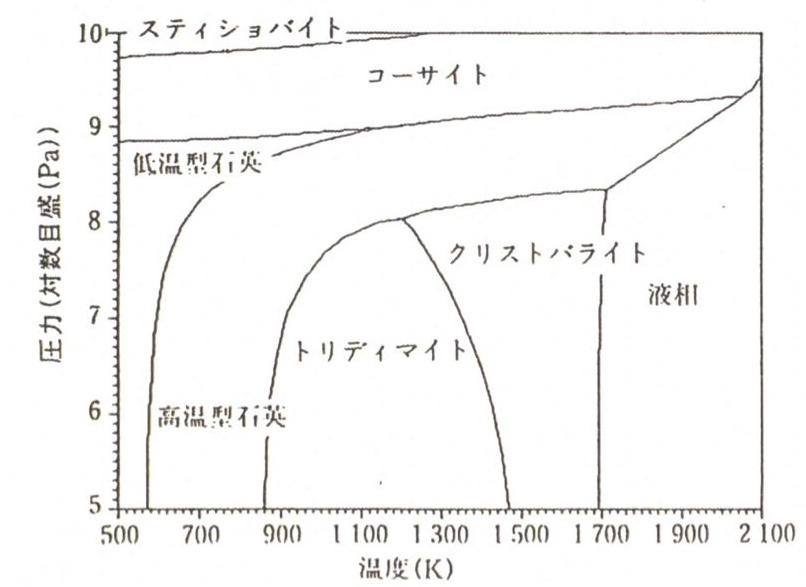 10
スティショバイト
コーサイト
9
低温型石英
8
クリストバライト
液相
7
トリディマイト
6
高温型石英
5
500 700 900 1 100 1 300 1 500 1 700 1 900 2 100
温度(K)
圧力(対数目盛(Pa))